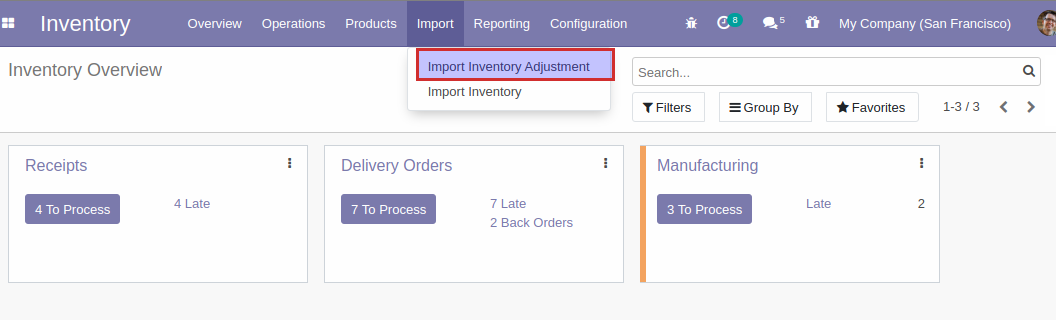 Inventory Overview Operations Products Import Reporting Configuration 8 5 My Company (San Francisco)
Import Inventory Adjustment
Import Inventory
Inventory Overview
Search...
Filters Group By Favorites 1-3 / 3
Receipts
4 To Process 4 Late
Delivery Orders
7 To Process 7 Late
2 Back Orders
Manufacturing
3 To Process Late 2